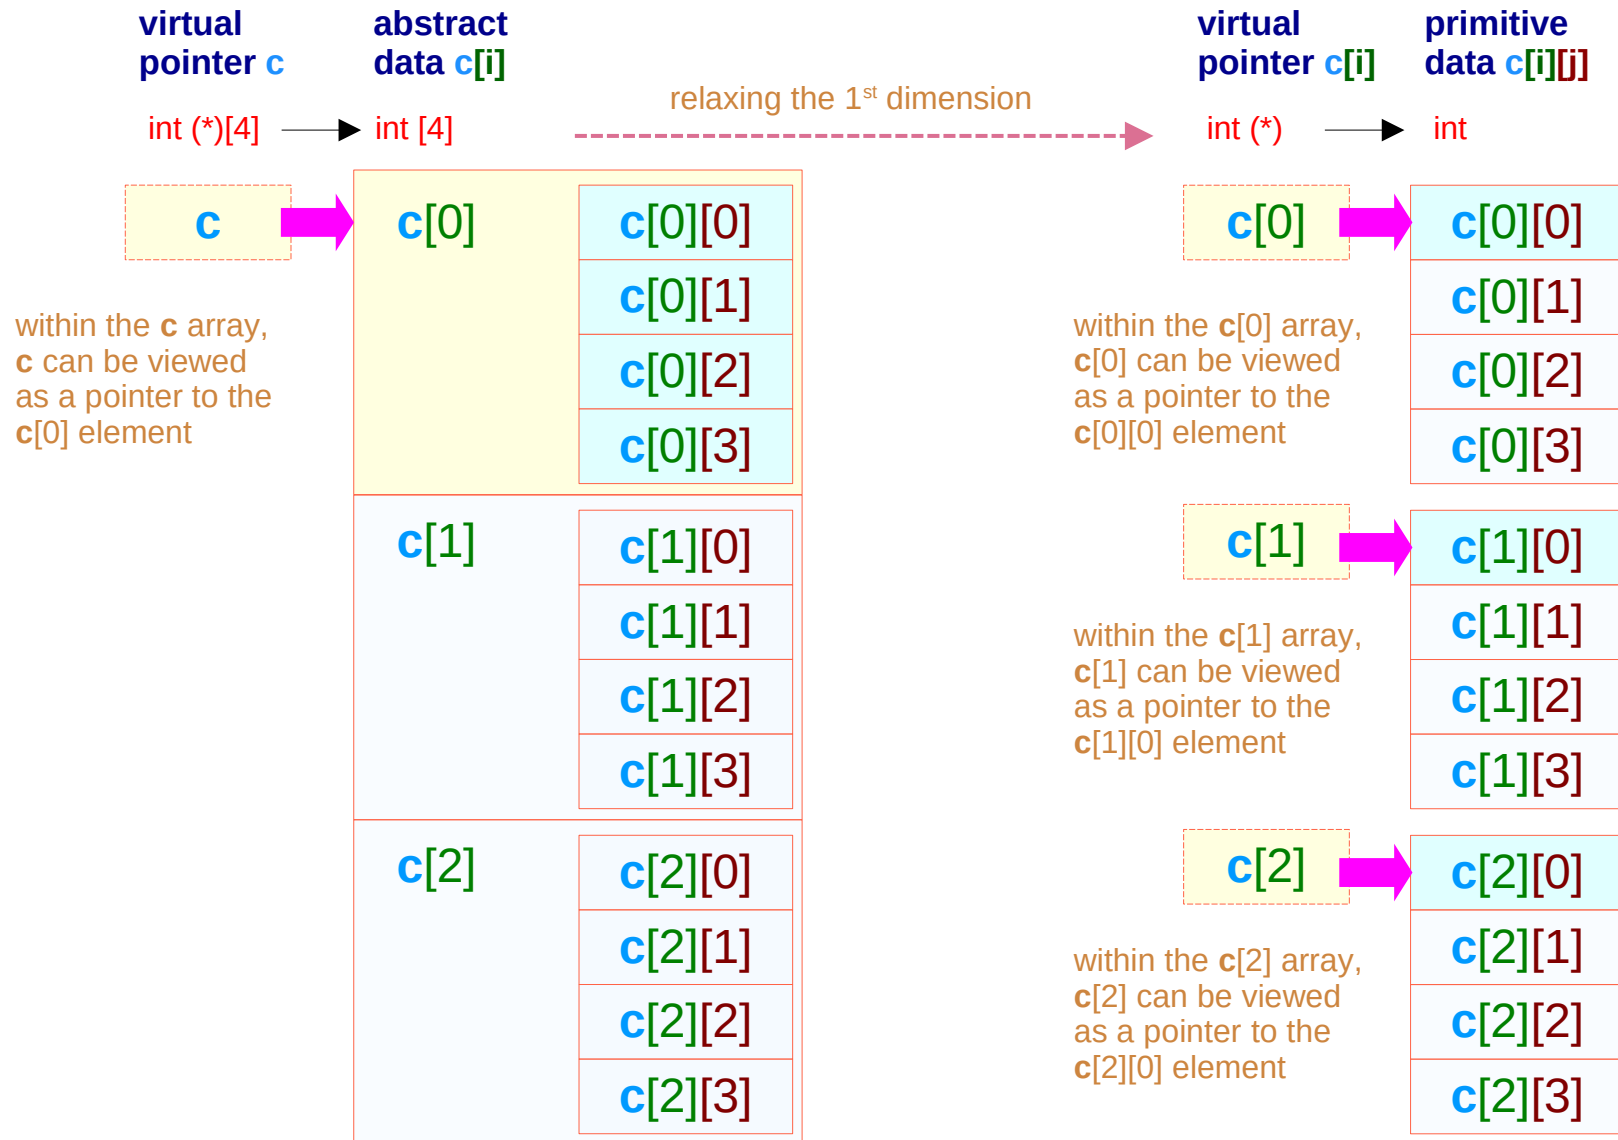 virtual
pointer c
abstract
data c[i]
relaxing the 1st dimension
virtual
pointer c[i]
primitive
data c[i][j]
int (*)[4]
int [4]
int (*)
int
c
c[0]
c[0][0]
c[0][1]
c[0][2]
c[0][3]
within the c array,
c can be viewed
as a pointer to the
c[0] element
c[1]
c[1][0]
c[1][1]
c[1][2]
c[1][3]
c[2]
c[2][0]
c[2][1]
c[2][2]
c[2][3]
c[0]
c[0][0]
c[0][1]
c[0][2]
c[0][3]
within the c[0] array,
c[0] can be viewed
as a pointer to the
c[0][0] element
c[1]
c[1][0]
c[1][1]
c[1][2]
c[1][3]
within the c[1] array,
c[1] can be viewed
as a pointer to the
c[1][0] element
c[2]
c[2][0]
c[2][1]
c[2][2]
c[2][3]
within the c[2] array,
c[2] can be viewed
as a pointer to the
c[2][0] element